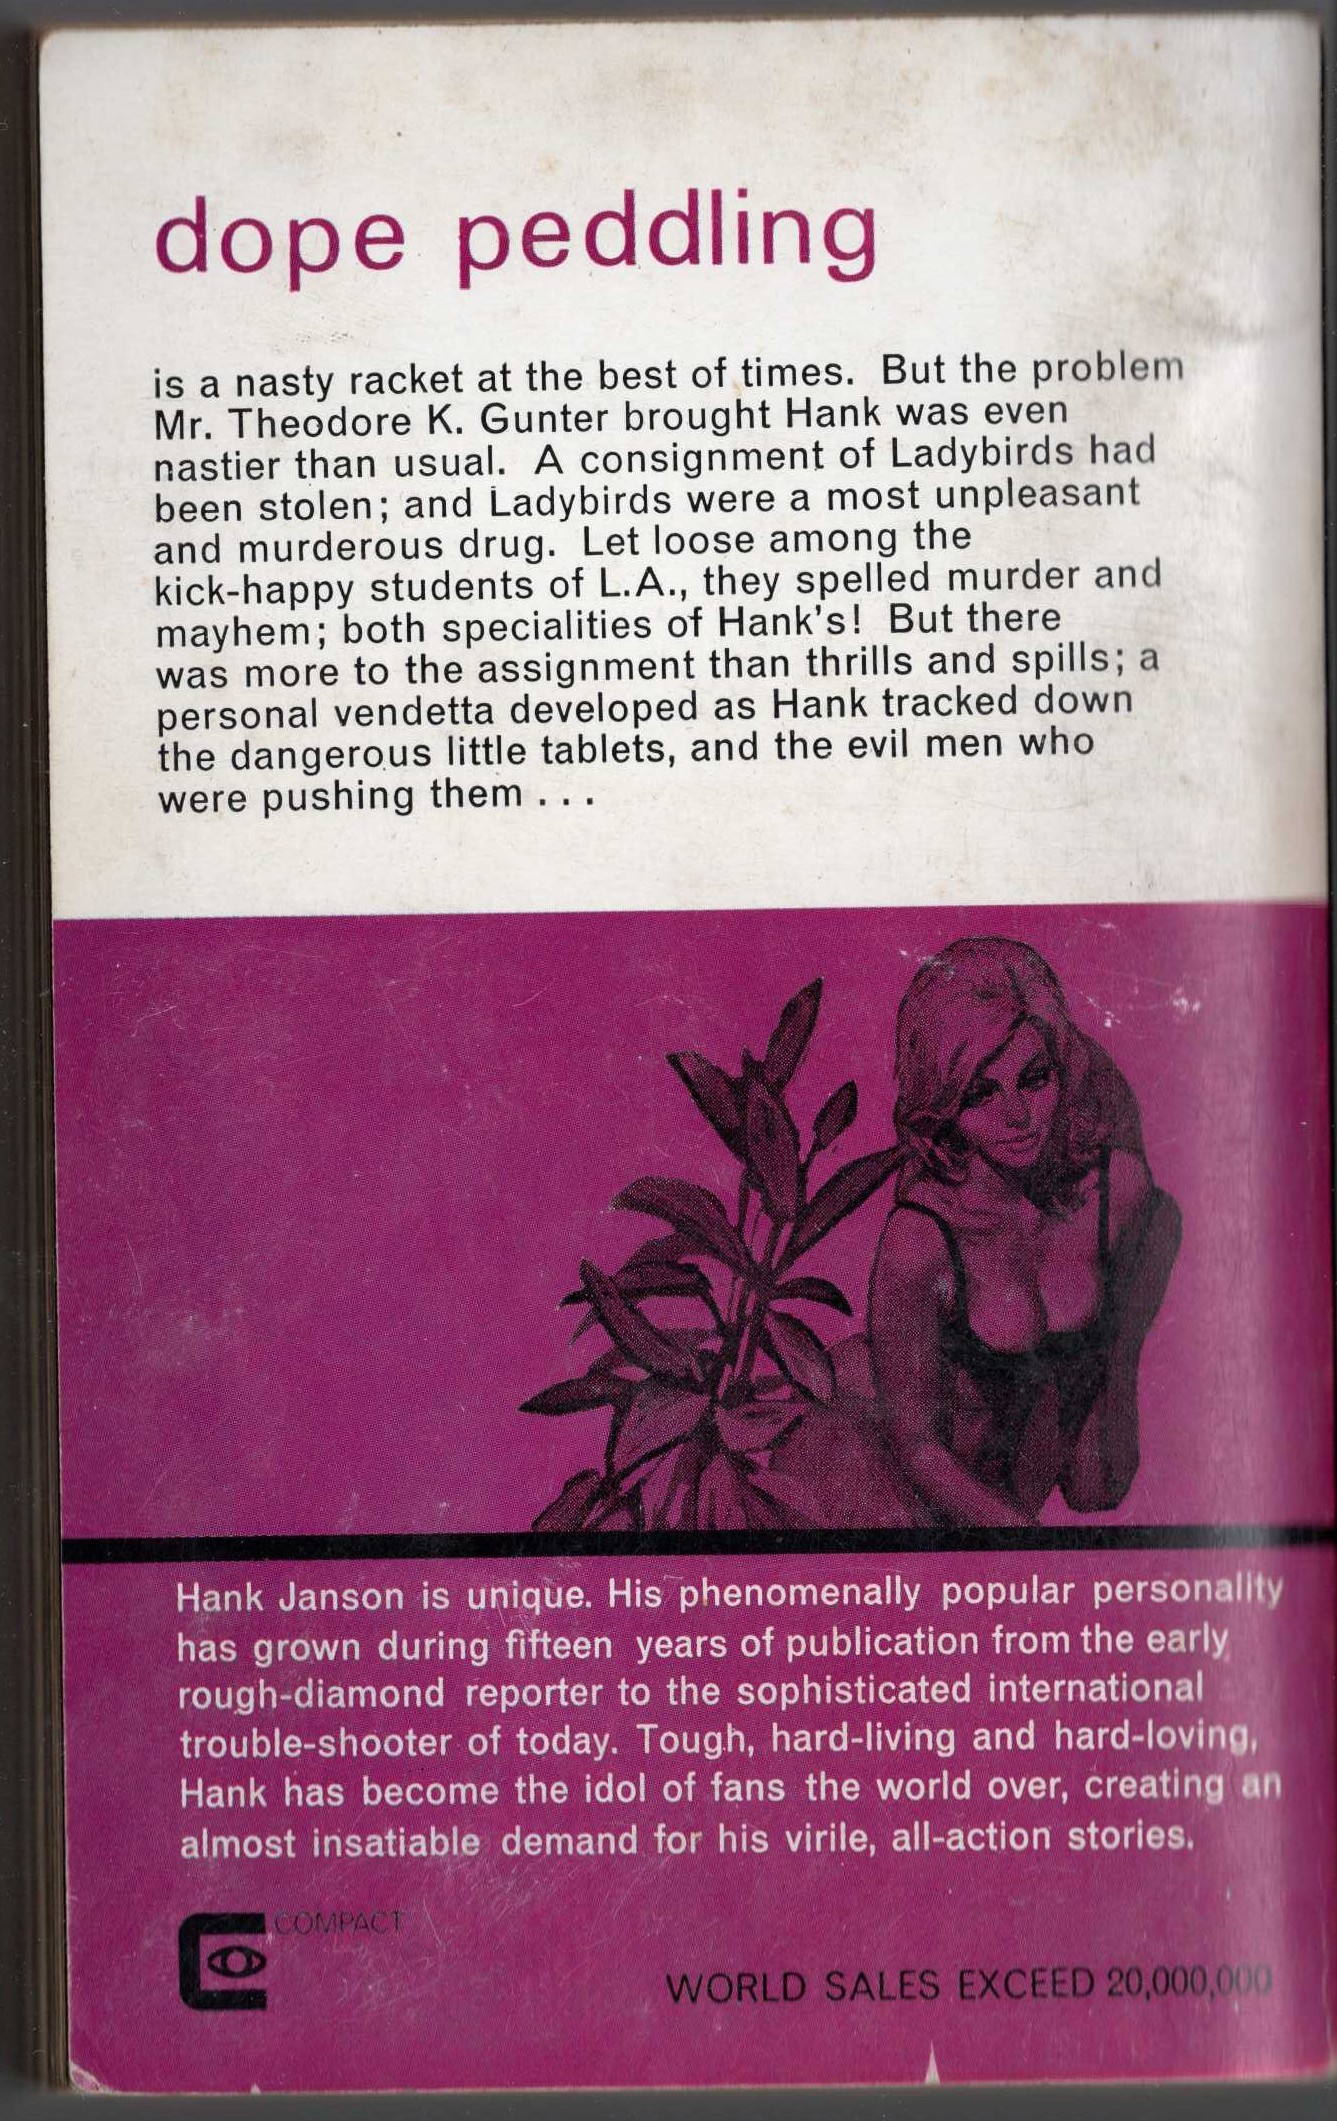 dope peddling
is a nasty racket at the best of times. But the problem
Mr. Theodore K. Gunter brought Hank was even
nastier than usual. A consignment of Ladybirds had
been stolen; and Ladybirds were a most unpleasant
and murderous drug. Let loose among the
kick-happy students of L.A., they spelled murder and
mayhem; both specialities of Hank's! But there
was more to the assignment than thrills and spills; a
personal vendetta developed as Hank tracked down
the dangerous little tablets, and the evil men who
were pushing them . . .
Hank Janson is unique. His phenomenally popular personality
has grown during fifteen years of publication from the early
rough-diamond reporter to the sophisticated international
trouble-shooter of today. Tough, hard-living and hard-loving,
Hank has become the idol of fans the world over, creating an
almost insatiable demand for his virile, all-action stories.
COMPACT
WORLD SALES EXCEED 20,000,000